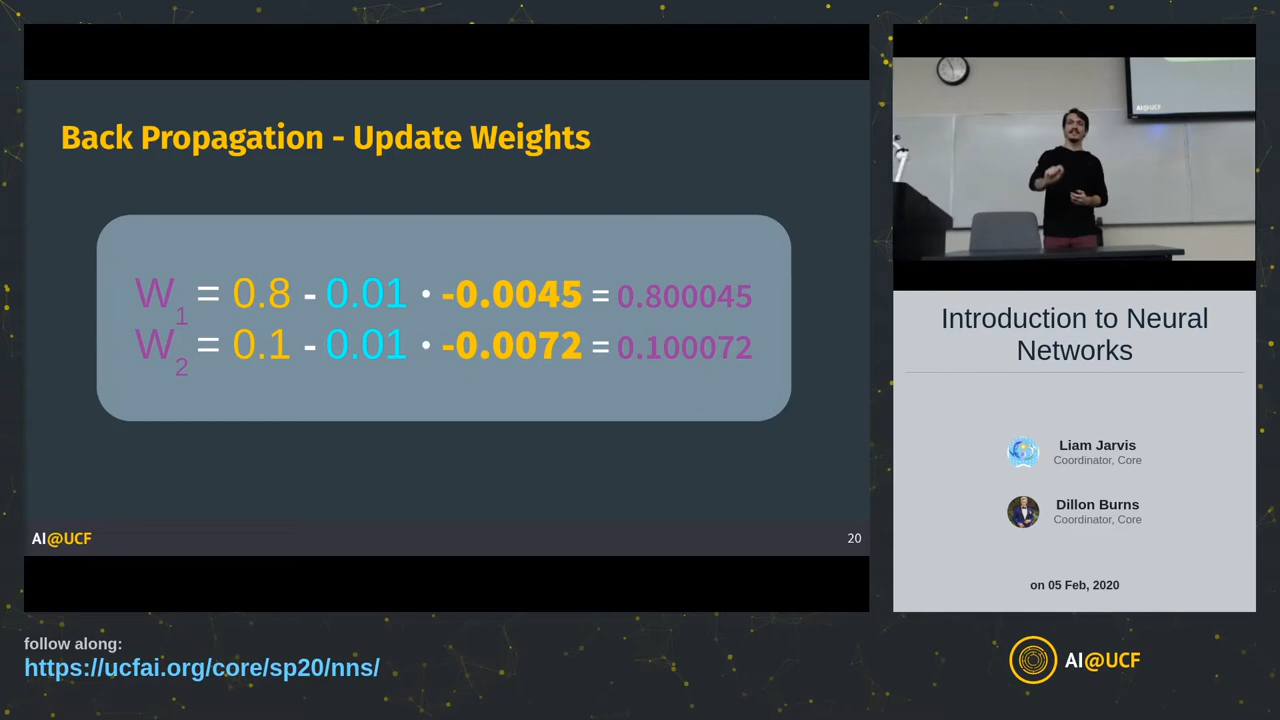 Back Propagation - Update Weights
W1 = 0.8 - 0.01 · -0.0045 = 0.800045
W2 = 0.1 - 0.01 · -0.0072 = 0.100072
AI@UCF
20
AI@UCF
Introduction to Neural
Networks
Liam Jarvis
Coordinator, Core
Dillon Burns
Coordinator, Core
on 05 Feb, 2020
follow along:
https://ucfai.org/core/sp20/nns/
AI@UCF